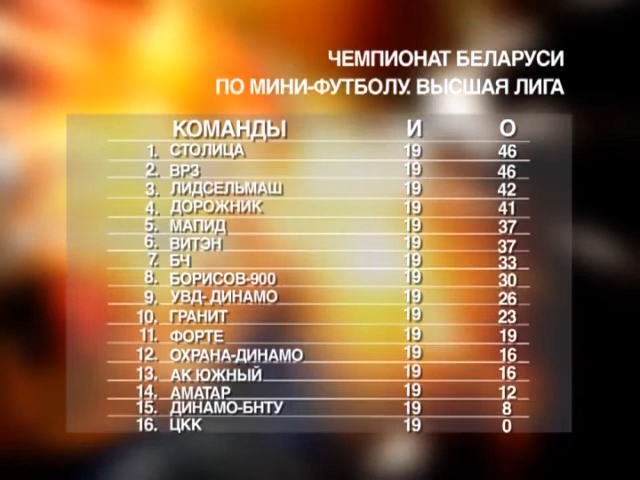 ЧЕМПИОНАТ БЕЛАРУСИ
ПО МИНИ-ФУТБОЛУ. ВЫСШАЯ ЛИГА
КОМАНДЫ И О
1. СТОЛИЦА 19 46
2. ВРЗ 19 46
3. ЛИДСЕЛЬМАШ 19 42
4. ДОРОЖНИК 19 41
5. МАПИД 19 37
6. ВИТЭН 19 37
7. БЧ 19 33
8. БОРИСОВ-900 19 30
9. УВД- ДИНАМО 19 26
10. ГРАНИТ 19 23
11. ФОРТЕ 19 19
12. ОХРАНА-ДИНАМО 19 16
13. АК ЮЖНЫЙ 19 16
14. АМАТАР 19 12
15. ДИНАМО-БНТУ 19 8
16. ЦКК 19 0